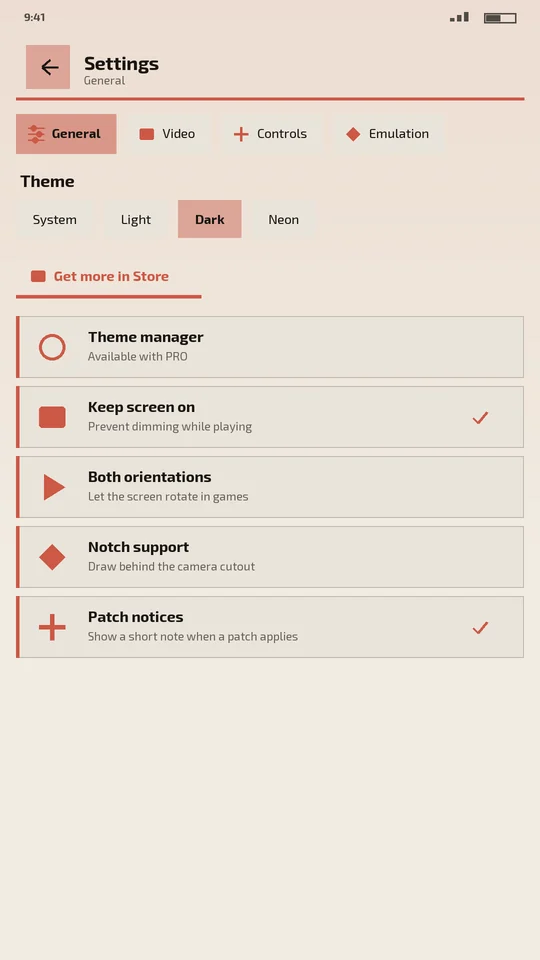 9:41
Settings
General
General
Video
Controls
Emulation
Theme
System
Light
Dark
Neon
Get more in Store
Theme manager
Available with PRO
Keep screen on
Prevent dimming while playing
Both orientations
Let the screen rotate in games
Notch support
Draw behind the camera cutout
Patch notices
Show a short note when a patch applies